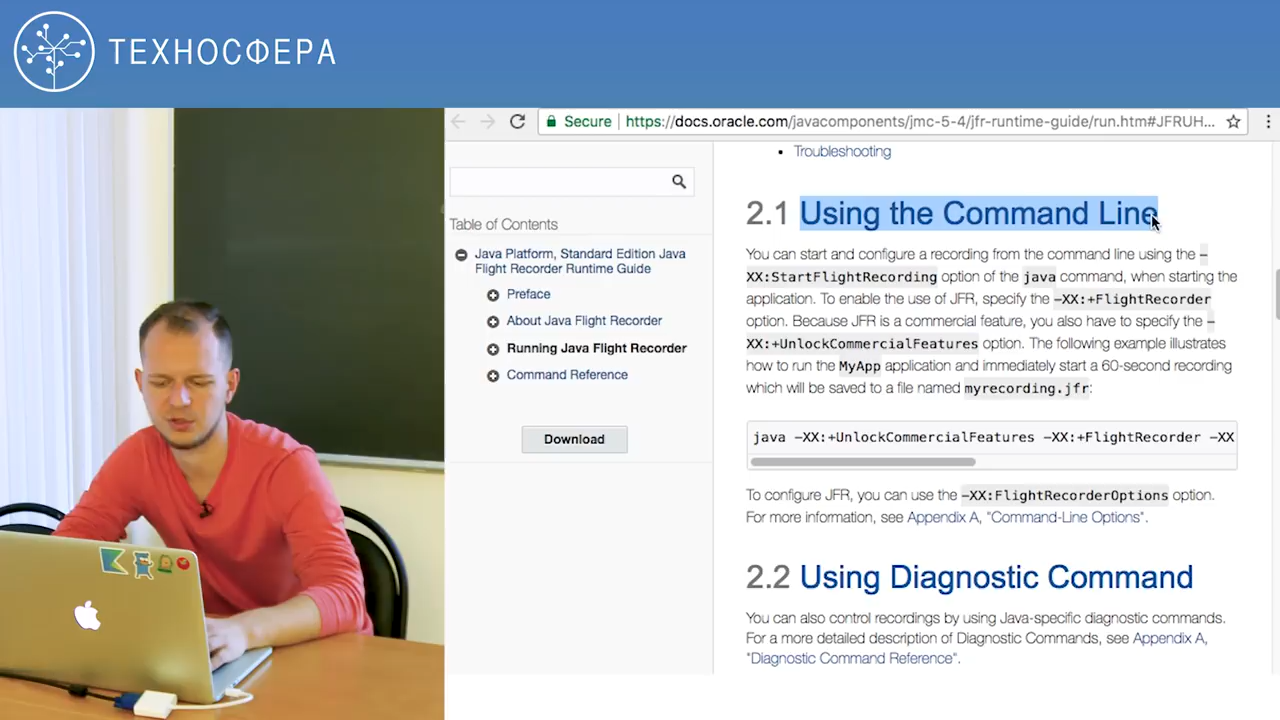 ТЕХНОСФЕРА
Secure https://docs.oracle.com/javacomponents/jmc-5-4/jfr-runtime-guide/run.htm#JFRUH...
Table of Contents
Java Platform, Standard Edition Java
Flight Recorder Runtime Guide
Preface
About Java Flight Recorder
Running Java Flight Recorder
Command Reference
Download
• Troubleshooting
2.1 Using the Command Line
You can start and configure a recording from the command line using the -
XX:StartFlightRecording option of the java command, when starting the
application. To enable the use of JFR, specify the -XX:+FlightRecorder
option. Because JFR is a commercial feature, you also have to specify the -
XX:+UnlockCommercialFeatures option. The following example illustrates
how to run the MyApp application and immediately start a 60-second recording
which will be saved to a file named myrecording.jfr:
java -XX:+UnlockCommercialFeatures -XX:+FlightRecorder -XX
To configure JFR, you can use the -XX:FlightRecorderOptions option.
For more information, see Appendix A, "Command-Line Options".
2.2 Using Diagnostic Command
You can also control recordings by using Java-specific diagnostic commands.
For a more detailed description of Diagnostic Commands, see Appendix A,
"Diagnostic Command Reference".